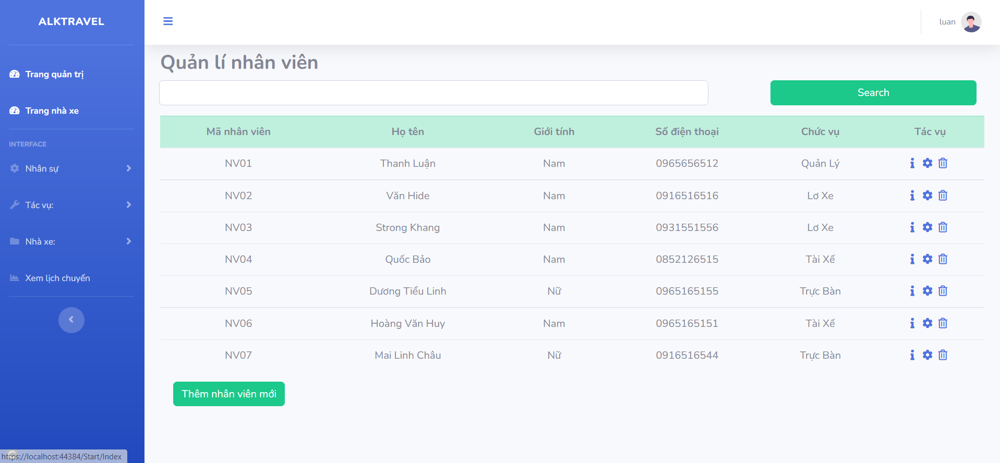 ALKTRAVEL
luan
Trang quản trị
Trang nhà xe
INTERFACE
Nhân sự
Tác vụ:
Nhà xe:
Xem lịch chuyến
Quản lí nhân viên
Search
Mã nhân viên Họ tên Giới tính Số điện thoại Chức vụ Tác vụ
NV01 Thanh Luận Nam 0965656512 Quản Lý
NV02 Văn Hide Nam 0916516516 Lơ Xe
NV03 Strong Khang Nam 0931551556 Lơ Xe
NV04 Quốc Bảo Nam 0852126515 Tài Xế
NV05 Dương Tiểu Linh Nữ 0965165155 Trực Bàn
NV06 Hoàng Văn Huy Nam 0965165151 Tài Xế
NV07 Mai Linh Châu Nữ 0916516544 Trực Bàn
Thêm nhân viên mới
https://localhost:44384/Start/Index